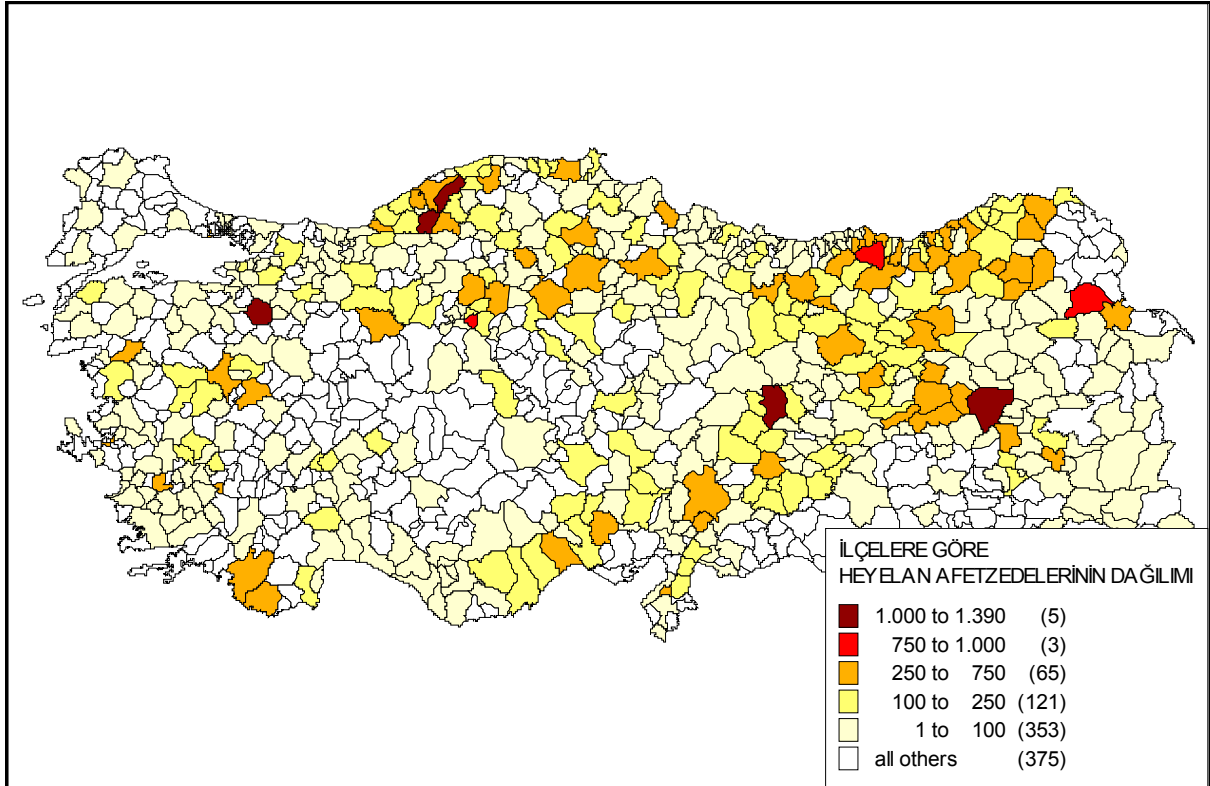 İLÇELERE GÖRE
HEYELAN AFETZEDELERİNİN DAĞILIMI
1.000 to 1.390 (5)
750 to 1.000 (3)
250 to 750 (65)
100 to 250 (121)
1 to 100 (353)
all others (375)